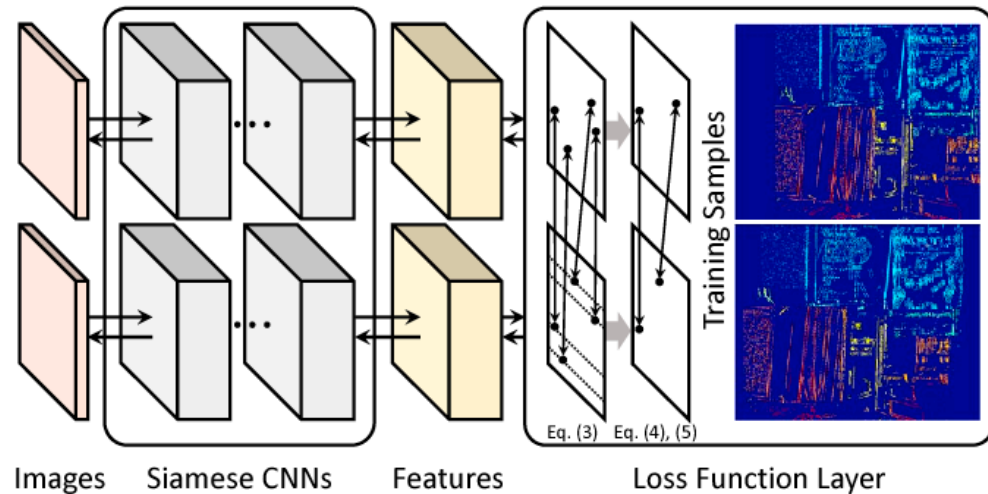 Training Samples
Eq. (3)
Eq. (4), (5)
Images
Siamese CNNs
Features
Loss Function Layer